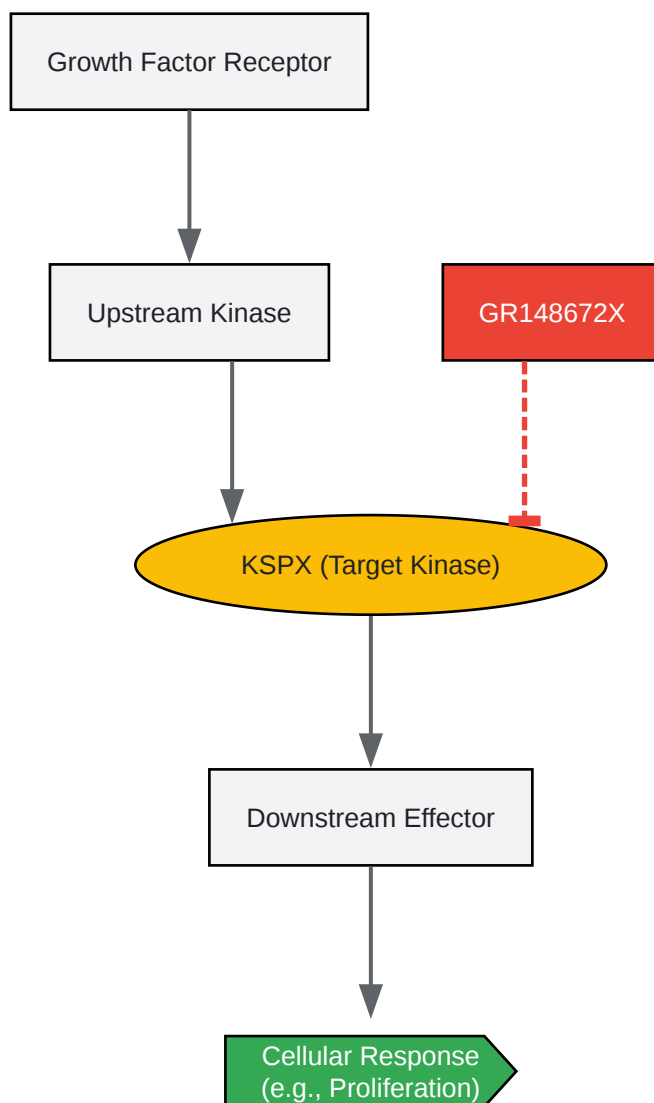 Growth Factor Receptor
Upstream Kinase
GR148672X
KSPX (Target Kinase)
Downstream Effector
Cellular Response
(e.g., Proliferation)